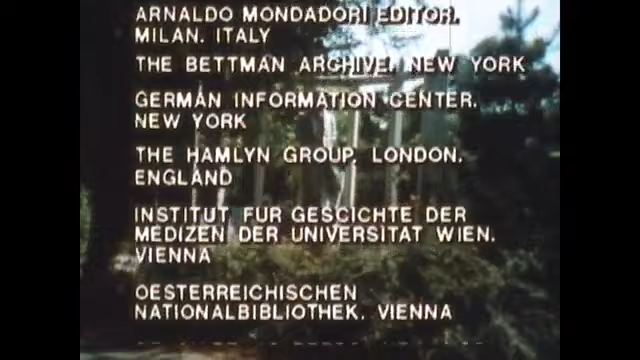 ARNALDO MONDADORI EDITOR.
MILAN. ITALY
THE BETTMAN ARCHIVE. NEW YORK
GERMAN INFORMATION CENTER.
NEW YORK
THE HAMLYN GROUP. LONDON.
ENGLAND
INSTITUT FUR GESCICHTE DER
MEDIZEN DER UNIVERSITAT WIEN.
VIENNA
OESTERREICHISCHEN
NATIONALBIBLIOTHEK. VIENNA